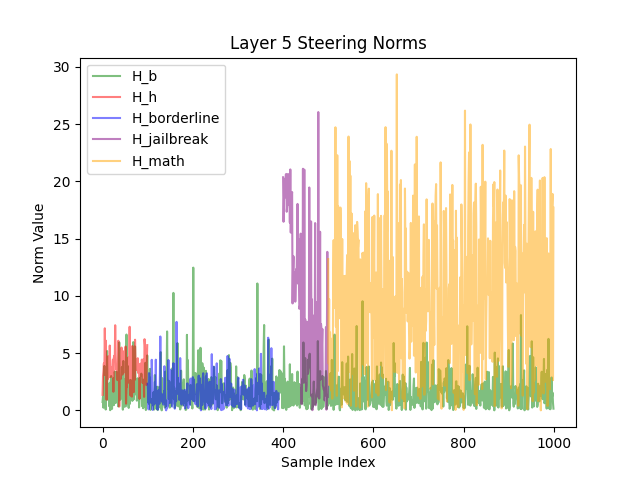 Layer 5 Steering Norms
H_b
H_h
H_borderline
H_jailbreak
H_math
Norm Value
30
25
20
15
10
5
0
0 200 400 600 800 1000
Sample Index